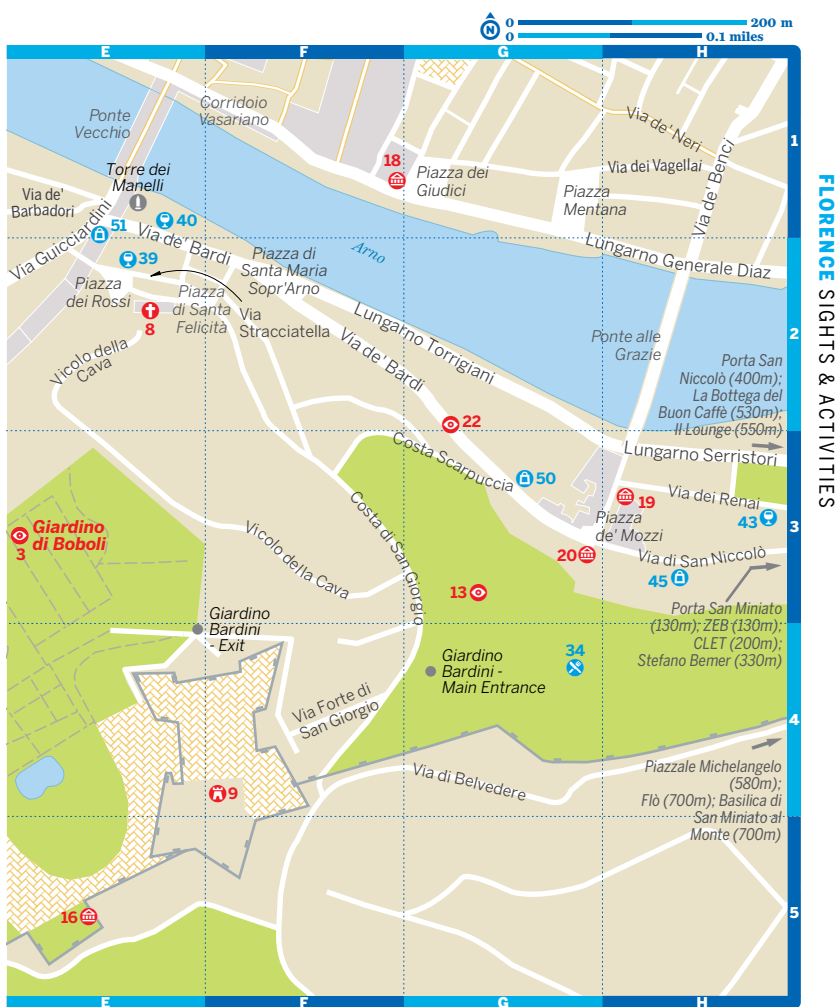 N
0
200 m
0
0.1 miles
E
F
G
H
1
2
3
4
5
FLORENCE SIGHTS & ACTIVITIES
Ponte
Vecchio
Corridoio
Vasariano
18
Piazza dei
Giudici
Via de' Neri
Via dei Vagellai
Via de' Benci
Piazza
Mentana
Torre dei
Manelli
Via de'
Barbadori
51
40
Via Guicciardini
Via de' Bardi
39
Piazza di
Santa Maria
Sopr'Arno
Arno
Lungarno Generale Diaz
Piazza
dei Rossi
Piazza
di Santa
Felicità
Via
Stracciatella
8
Lungarno Torrigiani
Via de' Bardi
Ponte alle
Grazie
Vicolo della
Cava
Porta San
Niccolò (400m);
La Bottega del
Buon Caffè (530m);
Il Lounge (550m)
22
Costa Scarpuccia
50
Lungarno Serristori
19
Via dei Renai
43
Piazza
de' Mozzi
20
Via di San Niccolò
45
Giardino
di Boboli
3
Costa di San Giorgio
Vicolo della Cava
13
Porta San Miniato
(130m); ZEB (130m);
CLET (200m);
Stefano Bemer (330m)
Giardino
Bardini
- Exit
Giardino
Bardini -
Main Entrance
34
Via Forte di
San Giorgio
Via di Belvedere
9
Piazzale Michelangelo
(580m);
Flò (700m); Basilica di
San Miniato al
Monte (700m)
16
E
F
G
H